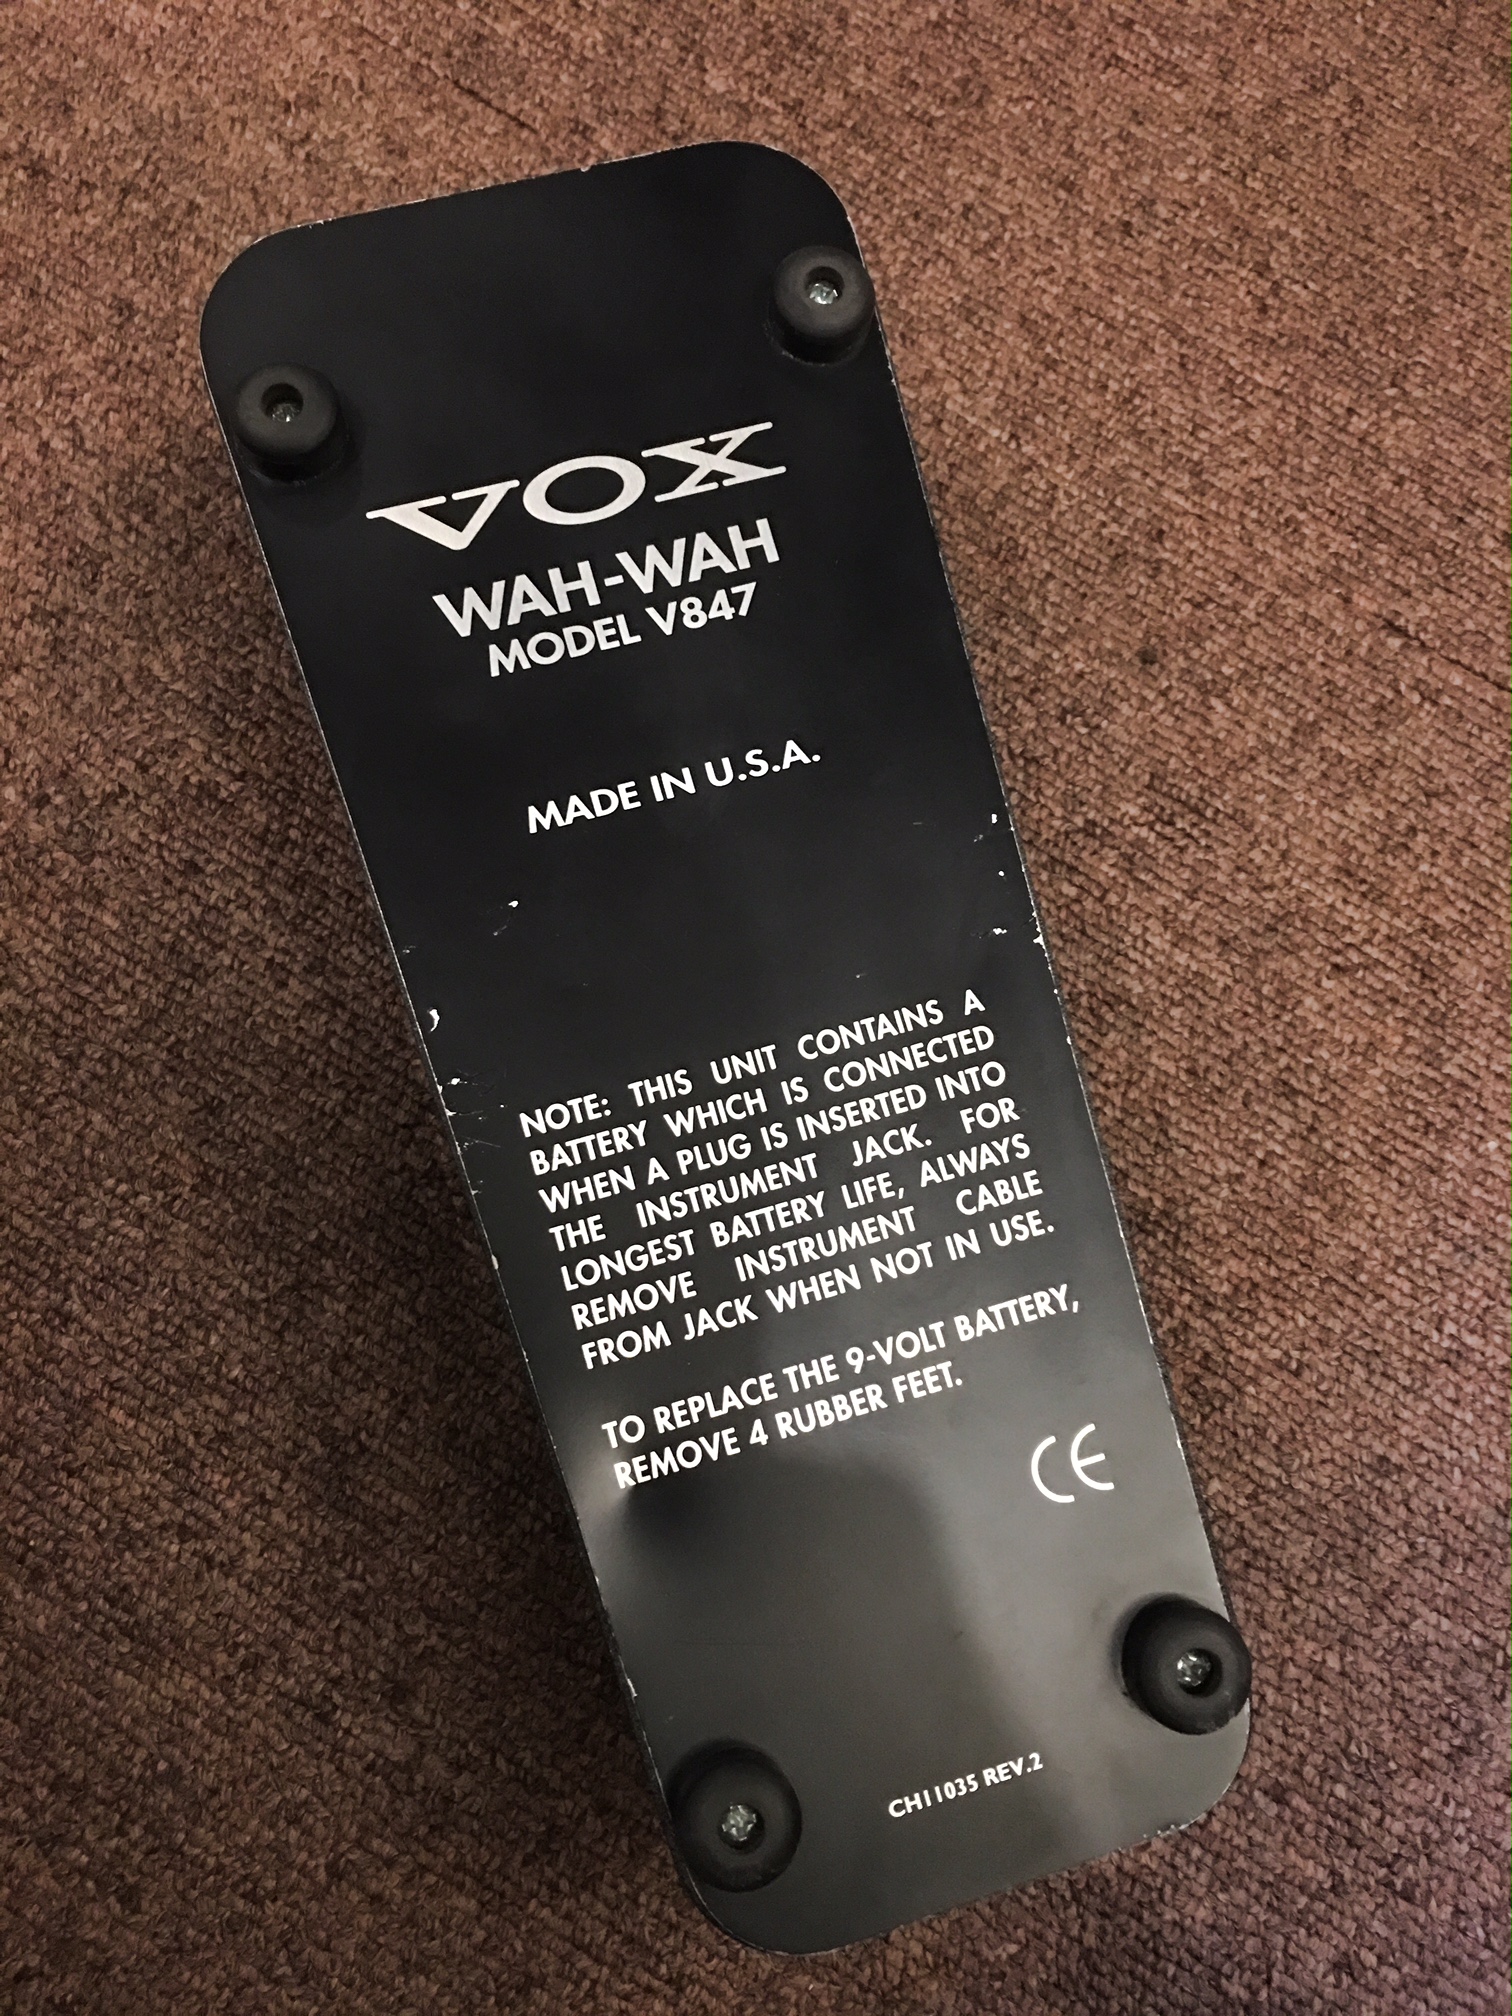 VOX
WAH-WAH
MODEL V847
MADE IN U.S.A.
NOTE: THIS UNIT CONTAINS A
BATTERY WHICH IS CONNECTED
WHEN A PLUG IS INSERTED INTO
THE INSTRUMENT JACK. FOR
LONGEST BATTERY LIFE, ALWAYS
REMOVE INSTRUMENT CABLE
FROM JACK WHEN NOT IN USE.
TO REPLACE THE 9-VOLT BATTERY,
REMOVE 4 RUBBER FEET.
CE
CH11035 REV.2